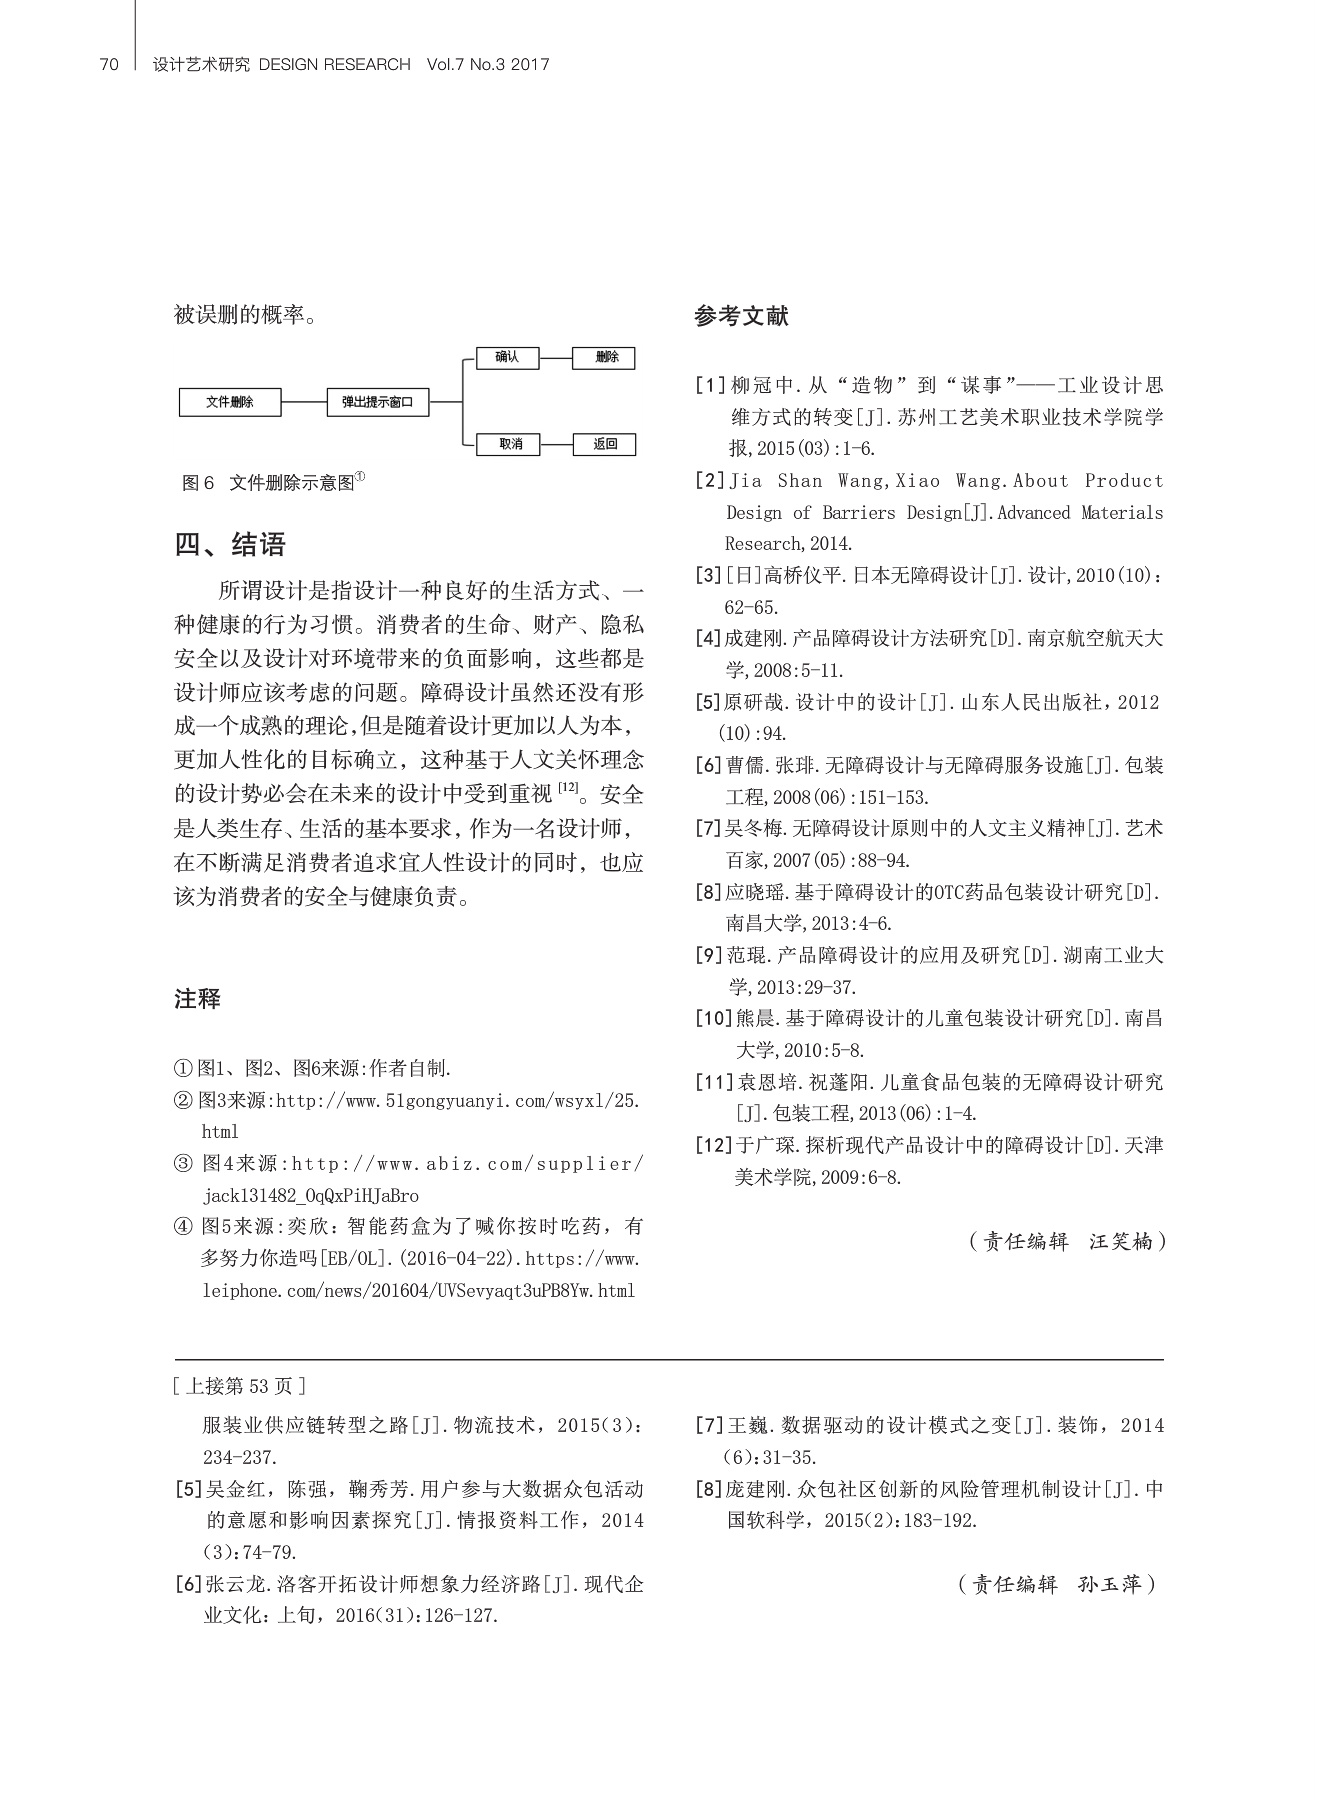 70 设计艺术研究 DESIGN RESEARCH Vol.7 No.3 2017
被误删的概率。
文件删除
弹出提示窗口
确认
删除
取消
返回
图 6 文件删除示意图①
四、结语
所谓设计是指设计一种良好的生活方式、一
种健康的行为习惯。消费者的生命、财产、隐私
安全以及设计对环境带来的负面影响，这些都是
设计师应该考虑的问题。障碍设计虽然还没有形
成一个成熟的理论，但是随着设计更加以人为本，
更加人性化的目标确立，这种基于人文关怀理念
的设计势必会在未来的设计中受到重视 [12]。安全
是人类生存、生活的基本要求，作为一名设计师，
在不断满足消费者追求宜人性设计的同时，也应
该为消费者的安全与健康负责。
注释
① 图1、图2、图6来源:作者自制.
② 图3来源:http://www.51gongyuanyi.com/wsyxl/25.
html
③ 图4来源:http://www.abiz.com/supplier/
jack131482_OqQxPiHJaBro
④ 图5来源:奕欣：智能药盒为了喊你按时吃药，有
多努力你造吗[EB/OL].(2016-04-22).https://www.
leiphone.com/news/201604/UVSevyaqt3uPB8Yw.html
参考文献
[1]柳冠中.从“造物”到“谋事”——工业设计思
维方式的转变[J].苏州工艺美术职业技术学院学
报,2015(03):1-6.
[2]Jia Shan Wang,Xiao Wang.About Product
Design of Barriers Design[J].Advanced Materials
Research,2014.
[3][日]高桥仪平.日本无障碍设计[J].设计,2010(10):
62-65.
[4]成建刚.产品障碍设计方法研究[D].南京航空航天大
学,2008:5-11.
[5]原研哉.设计中的设计[J].山东人民出版社，2012
(10):94.
[6]曹儒.张琲.无障碍设计与无障碍服务设施[J].包装
工程,2008(06):151-153.
[7]吴冬梅.无障碍设计原则中的人文主义精神[J].艺术
百家,2007(05):88-94.
[8]应晓瑶.基于障碍设计的OTC药品包装设计研究[D].
南昌大学,2013:4-6.
[9]范琨.产品障碍设计的应用及研究[D].湖南工业大
学,2013:29-37.
[10]熊晨.基于障碍设计的儿童包装设计研究[D].南昌
大学,2010:5-8.
[11]袁恩培.祝蓬阳.儿童食品包装的无障碍设计研究
[J].包装工程,2013(06):1-4.
[12]于广琛.探析现代产品设计中的障碍设计[D].天津
美术学院,2009:6-8.
（责任编辑 汪笑楠）
[ 上接第 53 页 ]
服装业供应链转型之路[J].物流技术，2015(3):
234-237.
[5]吴金红，陈强，鞠秀芳.用户参与大数据众包活动
的意愿和影响因素探究[J].情报资料工作，2014
(3):74-79.
[6]张云龙.洛客开拓设计师想象力经济路[J].现代企
业文化：上旬，2016(31):126-127.
[7]王巍.数据驱动的设计模式之变[J].装饰，2014
(6):31-35.
[8]庞建刚.众包社区创新的风险管理机制设计[J].中
国软科学，2015(2):183-192.
（责任编辑 孙玉萍）